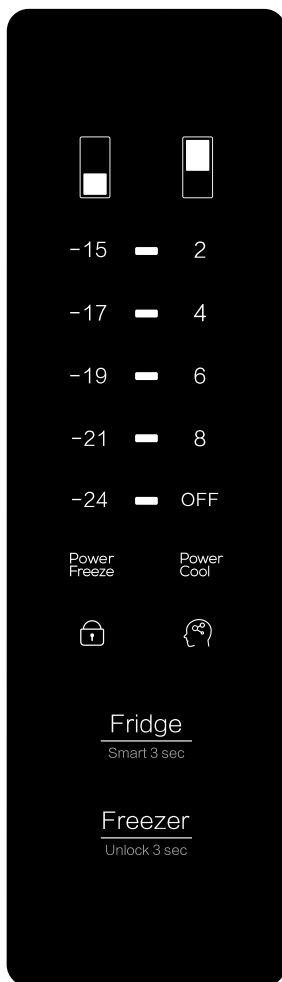 -15 2
-17 4
-19 6
-21 8
-24 OFF
Power Freeze
Power Cool
Fridge
Smart 3 sec
Freezer
Unlock 3 sec